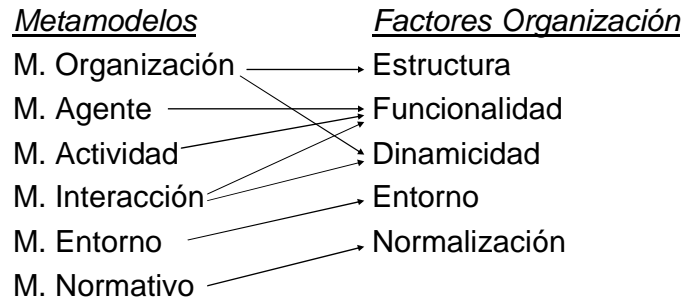 Metamodelos Factores Organización
M. Organización Estructura
M. Agente Funcionalidad
M. Actividad Dinamicidad
M. Interacción Entorno
M. Entorno Normalización
M. Normativo